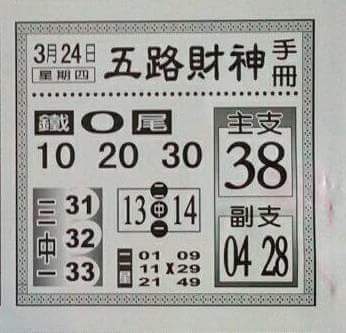 3月24日
星期四
五路財神
手冊
鐵0尾
10 20 30
主支
38
三中一
31
32
33
13 二中一 14
二星
01 09
11 x 29
21 49
副支
04 28